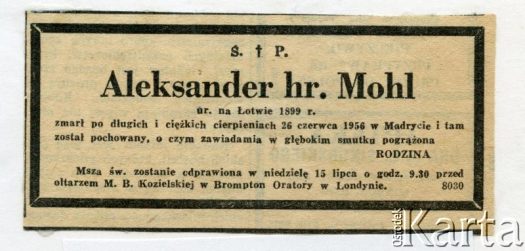 Ś. † P.
Aleksander hr. Mohl
ur. na Łotwie 1899 r.
zmarł po długich i ciężkich cierpieniach 26 czerwca 1956 w Madrycie i tam
został pochowany, o czym zawiadamia w głębokim smutku pogrążona
RODZINA
Msza św. zostanie odprawiona w niedzielę 15 lipca o godz. 9.30 przed
ołtarzem M. B. Kozielskiej w Brompton Oratory w Londynie. 8030
ośrodek
Karta